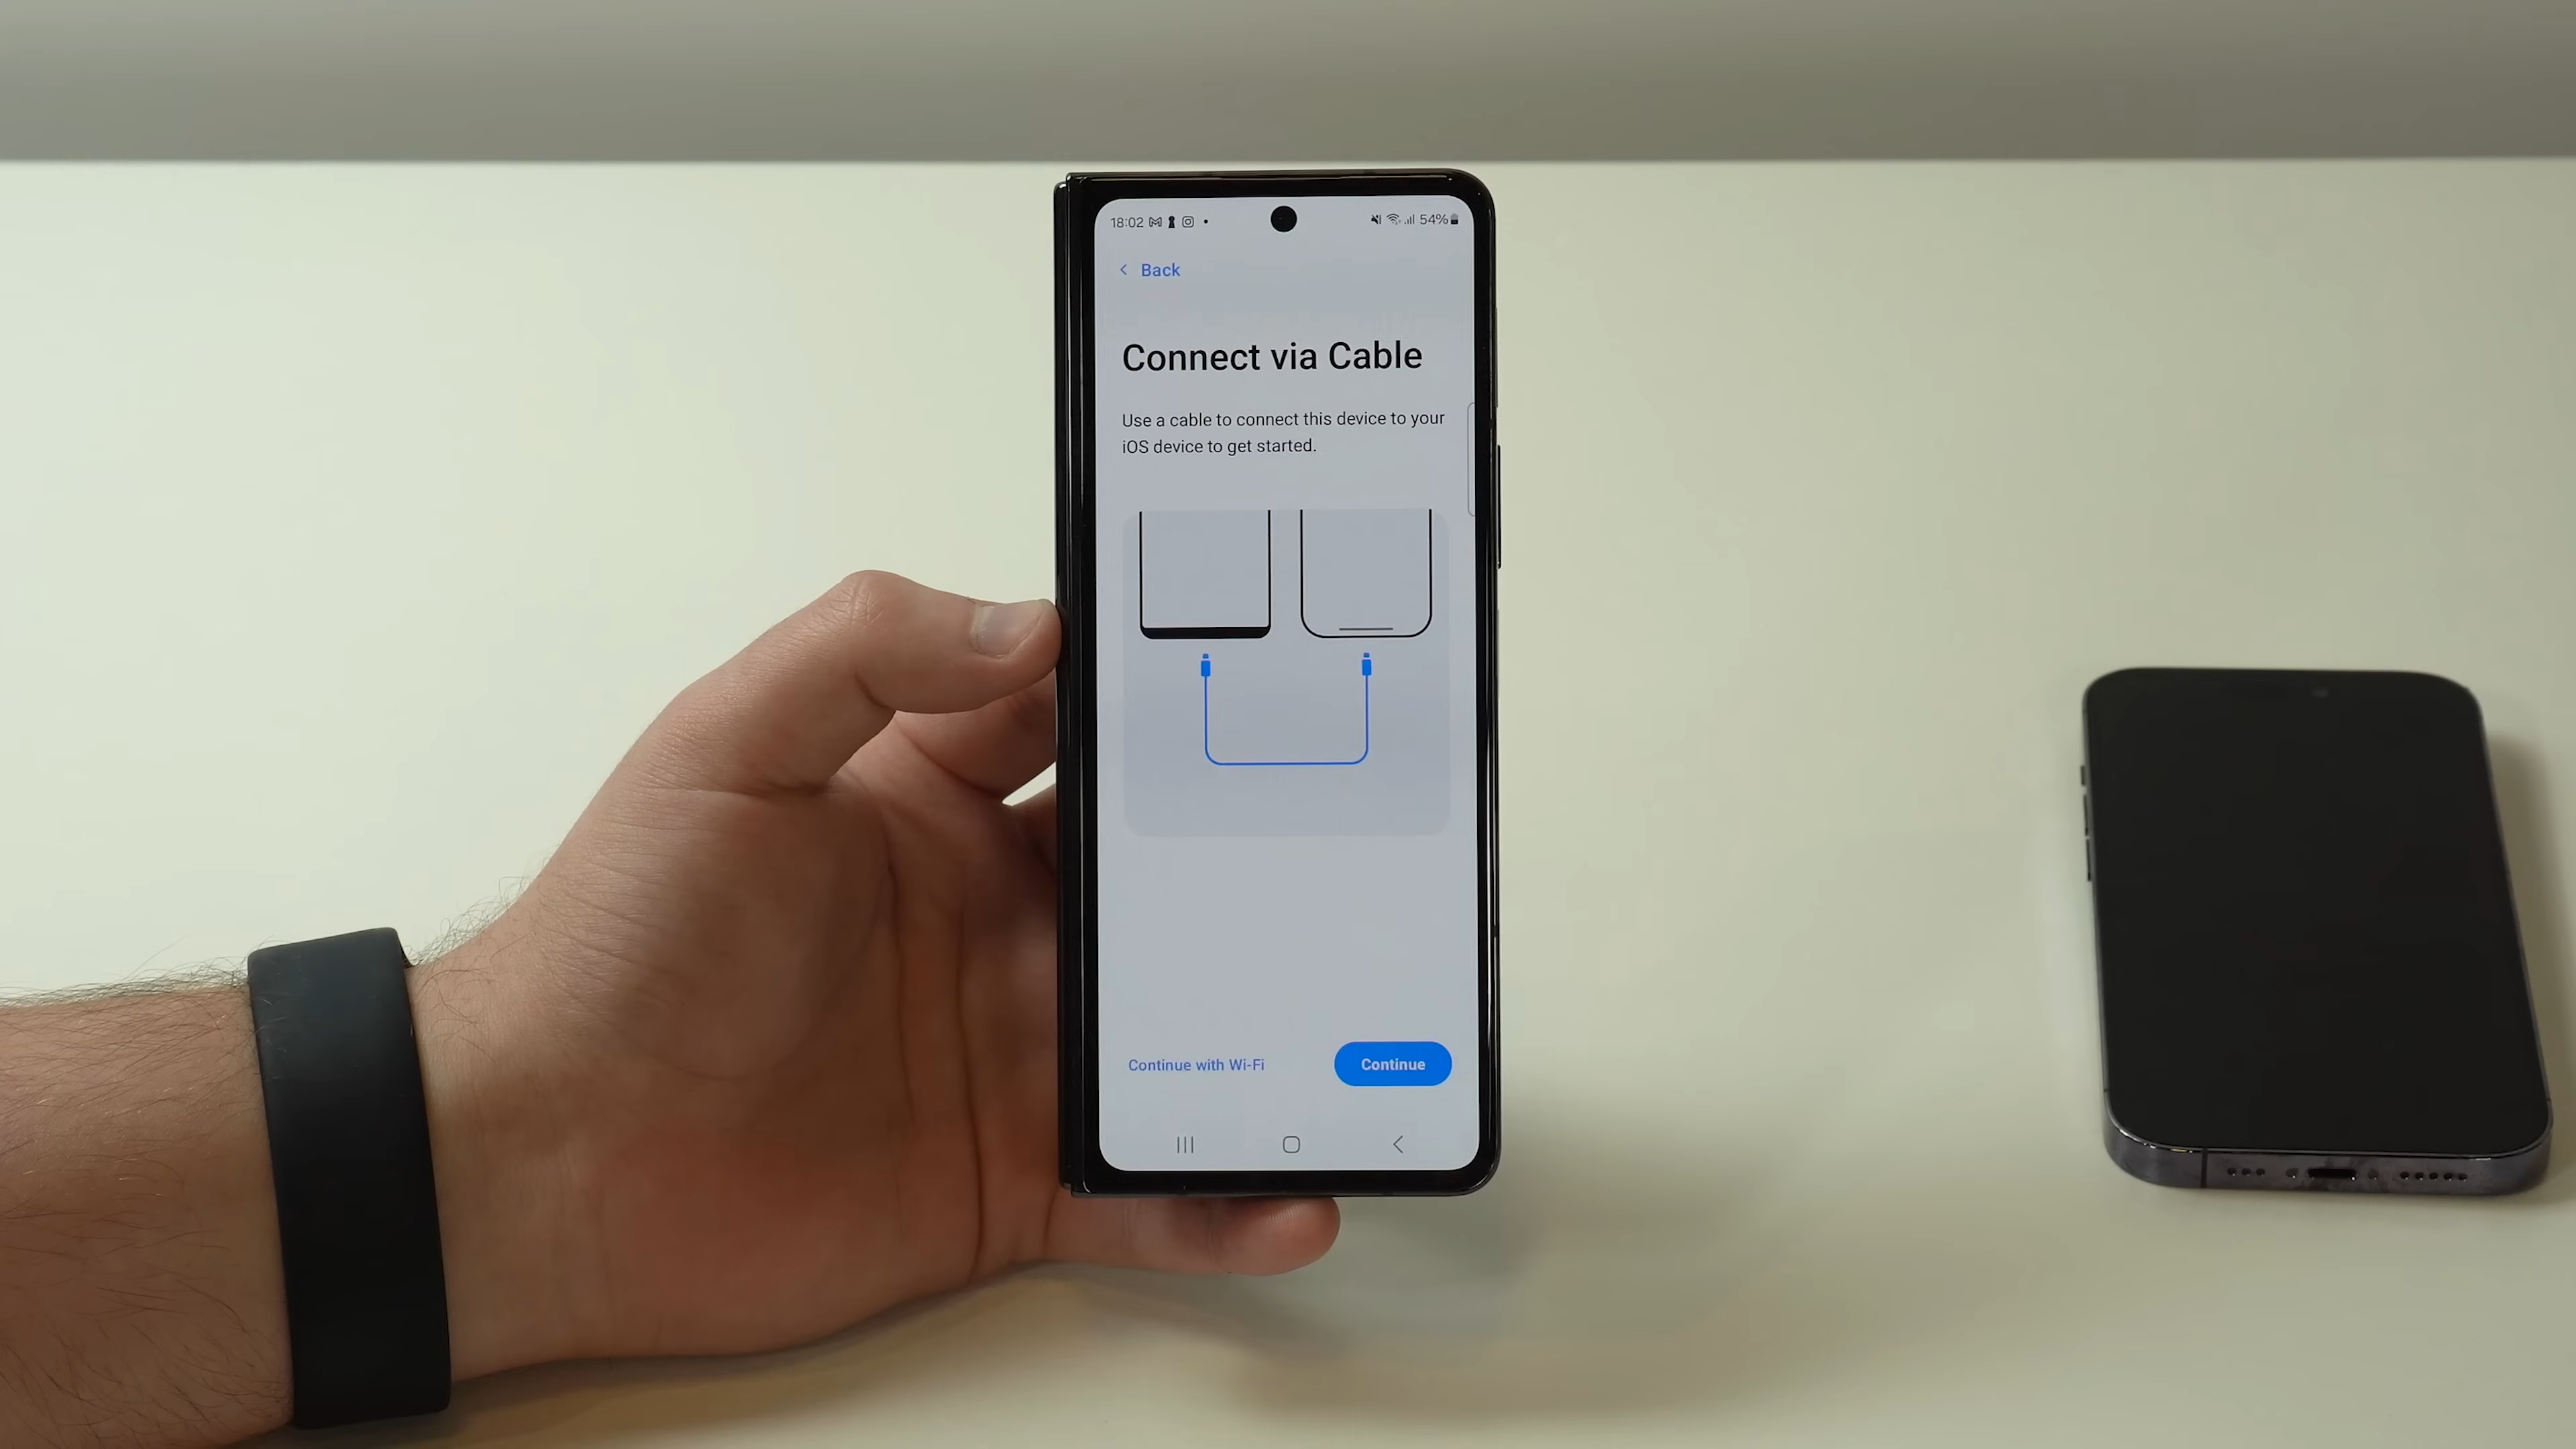 18:02 54%
Back
Connect via Cable
Use a cable to connect this device to your
iOS device to get started.
Continue with Wi-Fi Continue